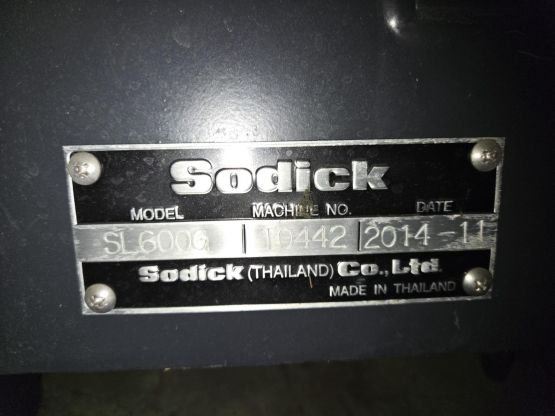 Sodick
MODEL MACHINE NO. DATE
SL600G T0442 2014-11
Sodick (THAILAND) Co., Ltd.
MADE IN THAILAND